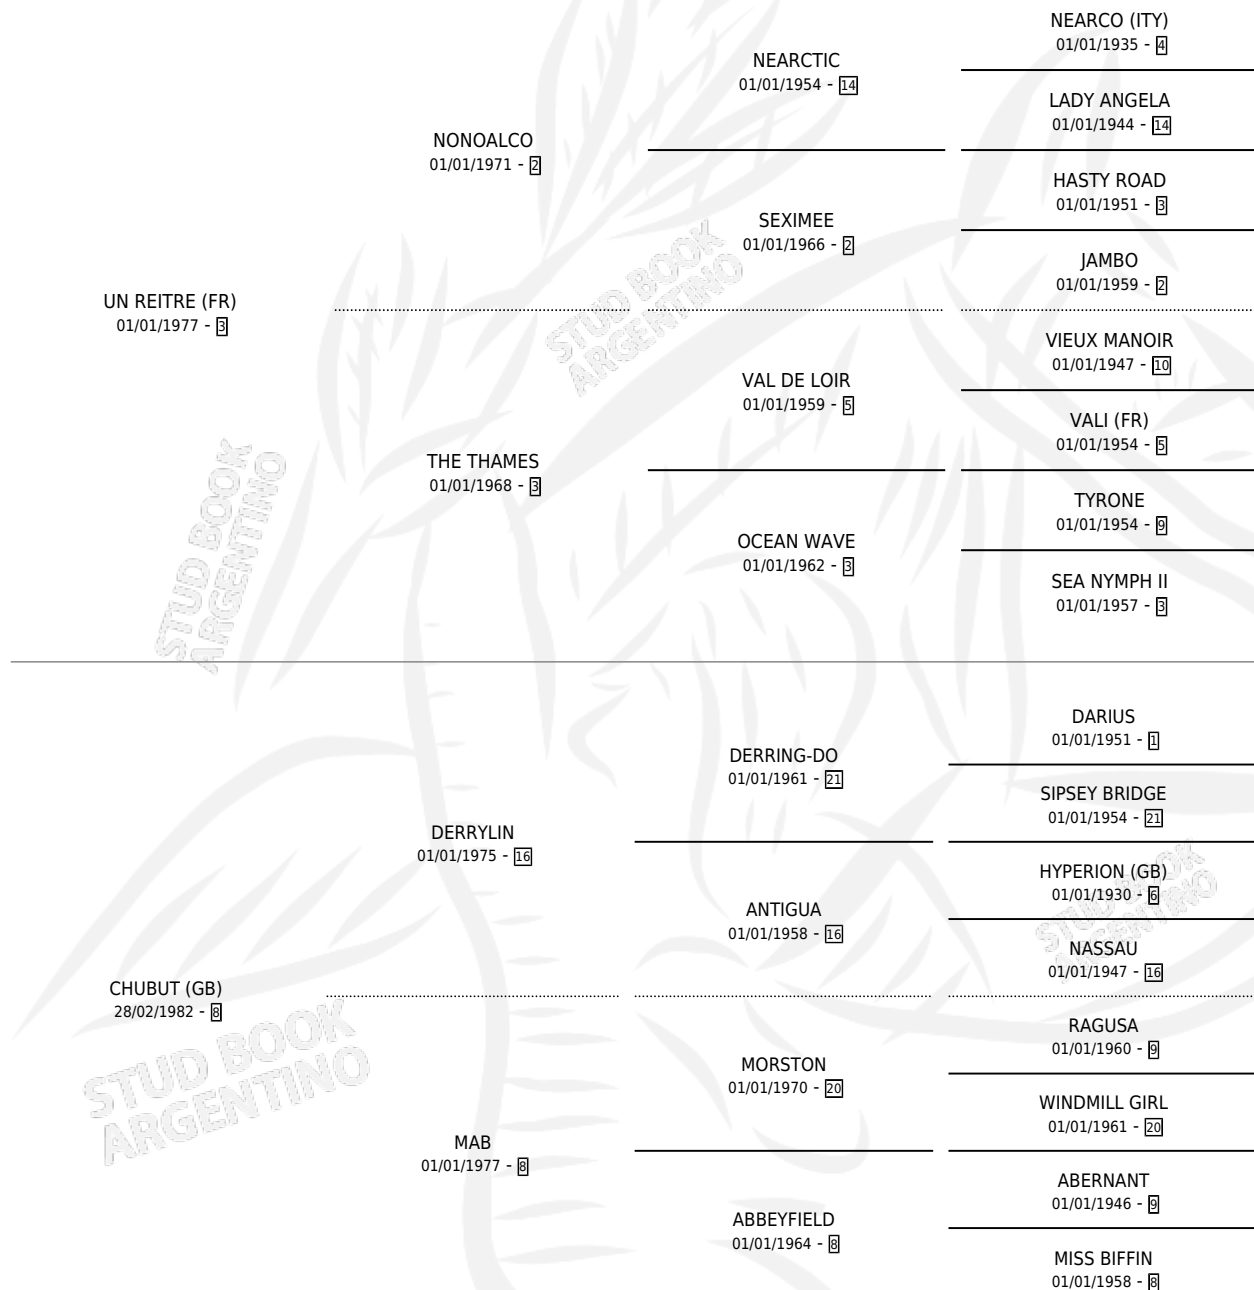 NEARCO (ITY)
01/01/1935 - 4
NEARCTIC
01/01/1954 - 14
LADY ANGELA
01/01/1944 - 14
NONOALCO
01/01/1971 - 2
HASTY ROAD
01/01/1951 - 3
SEXIMEE
01/01/1966 - 2
JAMBO
01/01/1959 - 2
UN REITRE (FR)
01/01/1977 - 3
VIEUX MANOIR
01/01/1947 - 10
VAL DE LOIR
01/01/1959 - 5
VALI (FR)
01/01/1954 - 5
THE THAMES
01/01/1968 - 3
TYRONE
01/01/1954 - 9
OCEAN WAVE
01/01/1962 - 3
SEA NYMPH II
01/01/1957 - 3
DARIUS
01/01/1951 - 1
DERRING-DO
01/01/1961 - 21
SIPSEY BRIDGE
01/01/1954 - 21
DERRYLIN
01/01/1975 - 16
HYPERION (GB)
01/01/1930 - 6
ANTIGUA
01/01/1958 - 16
NASSAU
01/01/1947 - 16
CHUBUT (GB)
28/02/1982 - 8
RAGUSA
01/01/1960 - 9
MORSTON
01/01/1970 - 20
WINDMILL GIRL
01/01/1961 - 20
MAB
01/01/1977 - 8
ABERNANT
01/01/1946 - 9
ABBEYFIELD
01/01/1964 - 8
MISS BIFFIN
01/01/1958 - 8
STUD BOOK
ARGENTINO
STUD BOOK
ARGENTINO
STUD BOOK
ARGENTINO
STUD BOOK
ARGENTINO